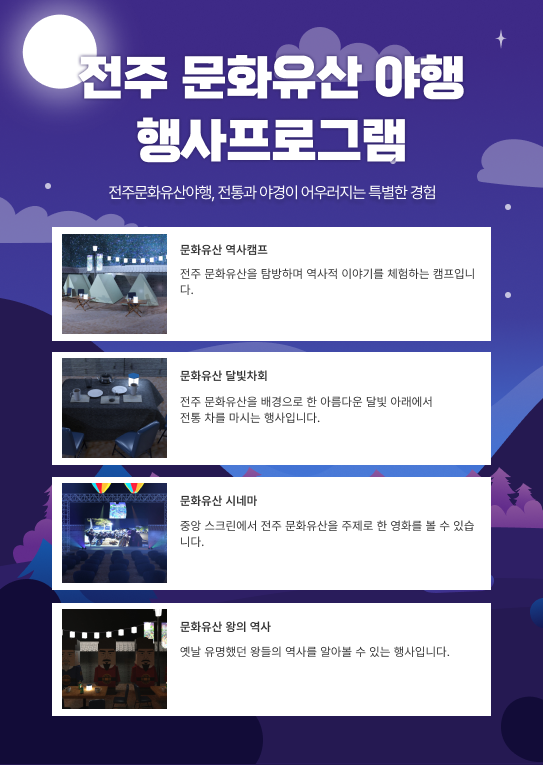 전주 문화유산 야행
행사프로그램
전주문화유산야행, 전통과 야경이 어우러지는 특별한 경험
문화유산 역사캠프
전주 문화유산을 탐방하며 역사적 이야기를 체험하는 캠프입니
다.
문화유산 달빛차회
전주 문화유산을 배경으로 한 아름다운 달빛 아래에서
전통 차를 마시는 행사입니다.
문화유산 시네마
중앙 스크린에서 전주 문화유산을 주제로 한 영화를 볼 수 있습
니다.
문화유산 왕의 역사
옛날 유명했던 왕들의 역사를 알아볼 수 있는 행사입니다.